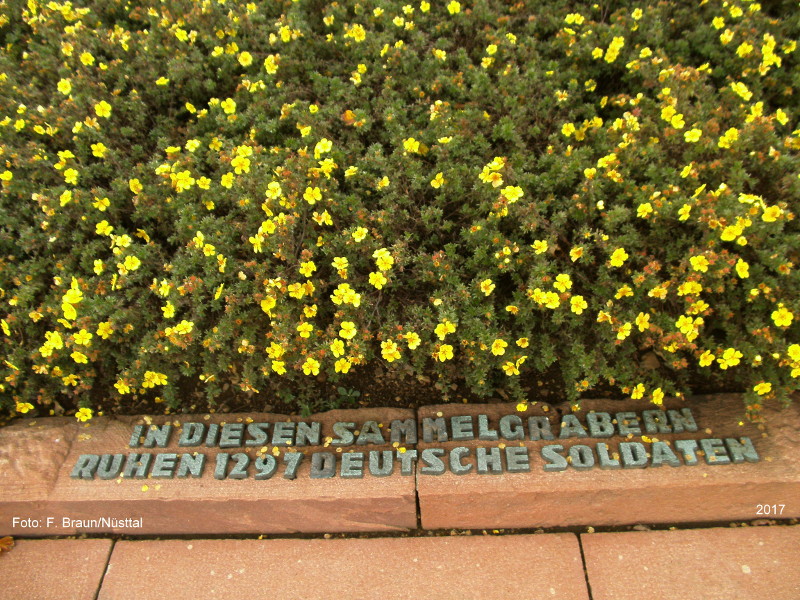 IN DIESEN SAMMELGRÄBERN
RUHEN 1297 DEUTSCHE SOLDATEN
Foto: F. Braun/Nüsttal
2017